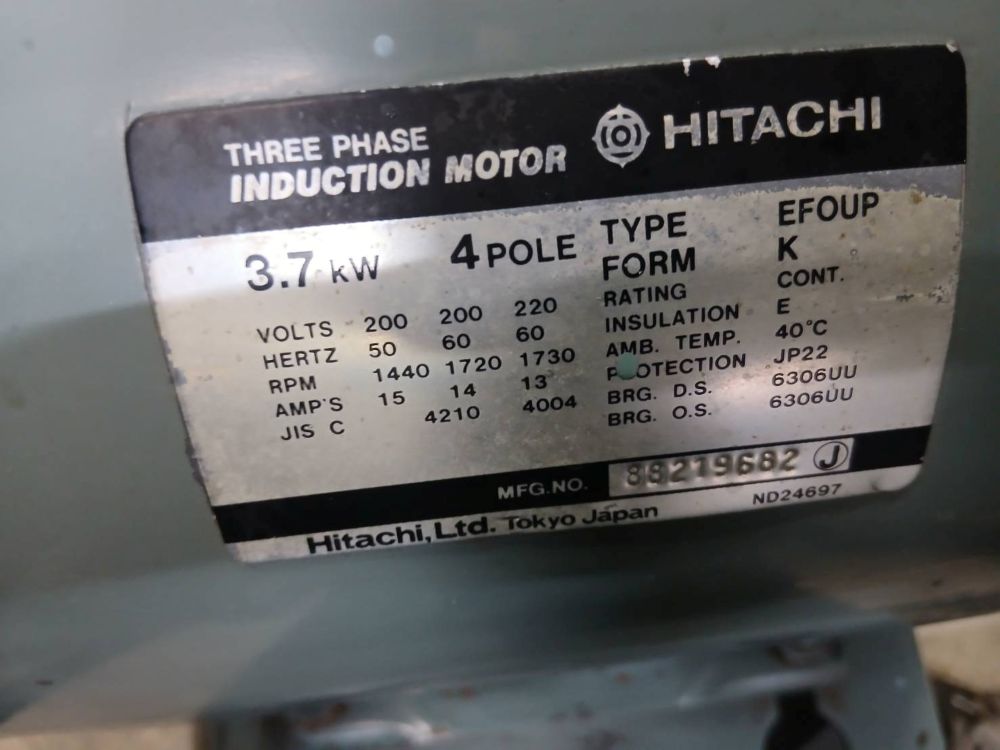 THREE PHASE
INDUCTION MOTOR
HITACHI
3.7 kW 4 POLE
VOLTS 200 200 220
HERTZ 50 60 60
RPM 1440 1720 1730
AMP'S 15 14 13
JIS C 4210 4004
TYPE EFOUP
FORM K
RATING CONT.
INSULATION E
AMB. TEMP. 40°C
PROTECTION JP22
BRG. D.S. 6306UU
BRG. O.S. 6306UU
MFG.NO. 88219682 J
Hitachi, Ltd. Tokyo Japan
ND24697